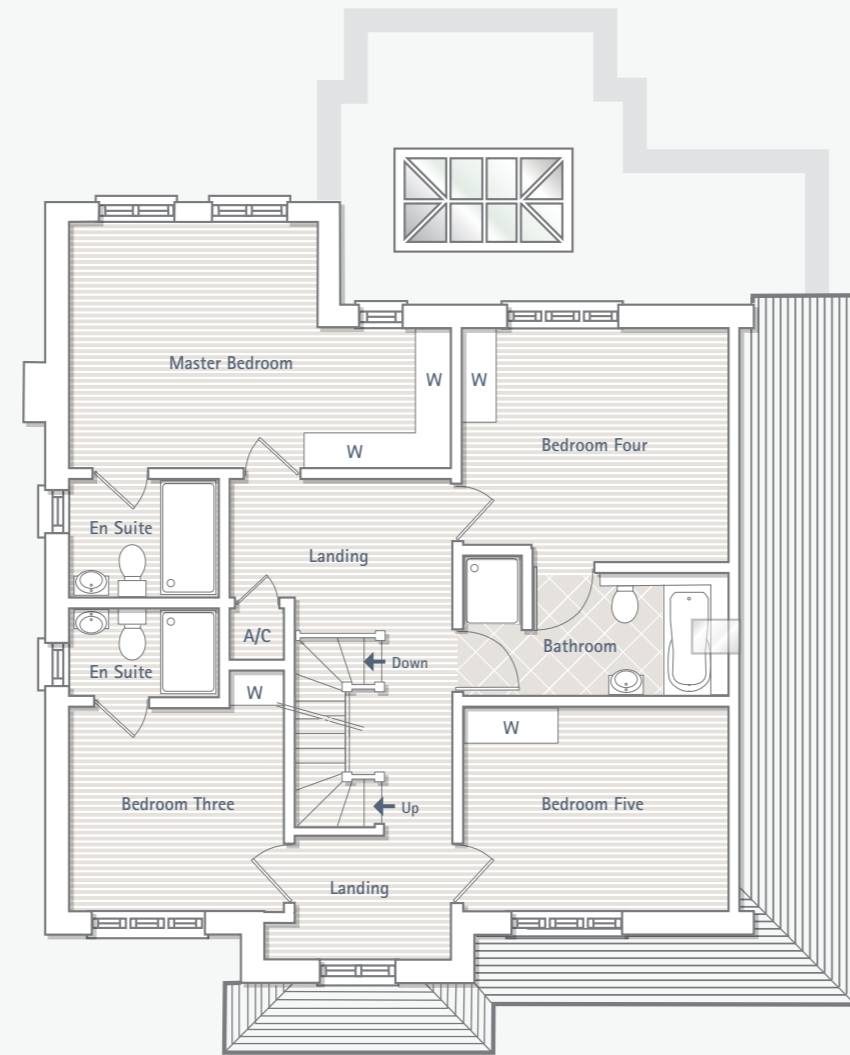 Master Bedroom
W
W
W
Bedroom Four
En Suite
Landing
A/C
Down
Bathroom
En Suite
W
W
Bedroom Three
Up
Bedroom Five
Landing